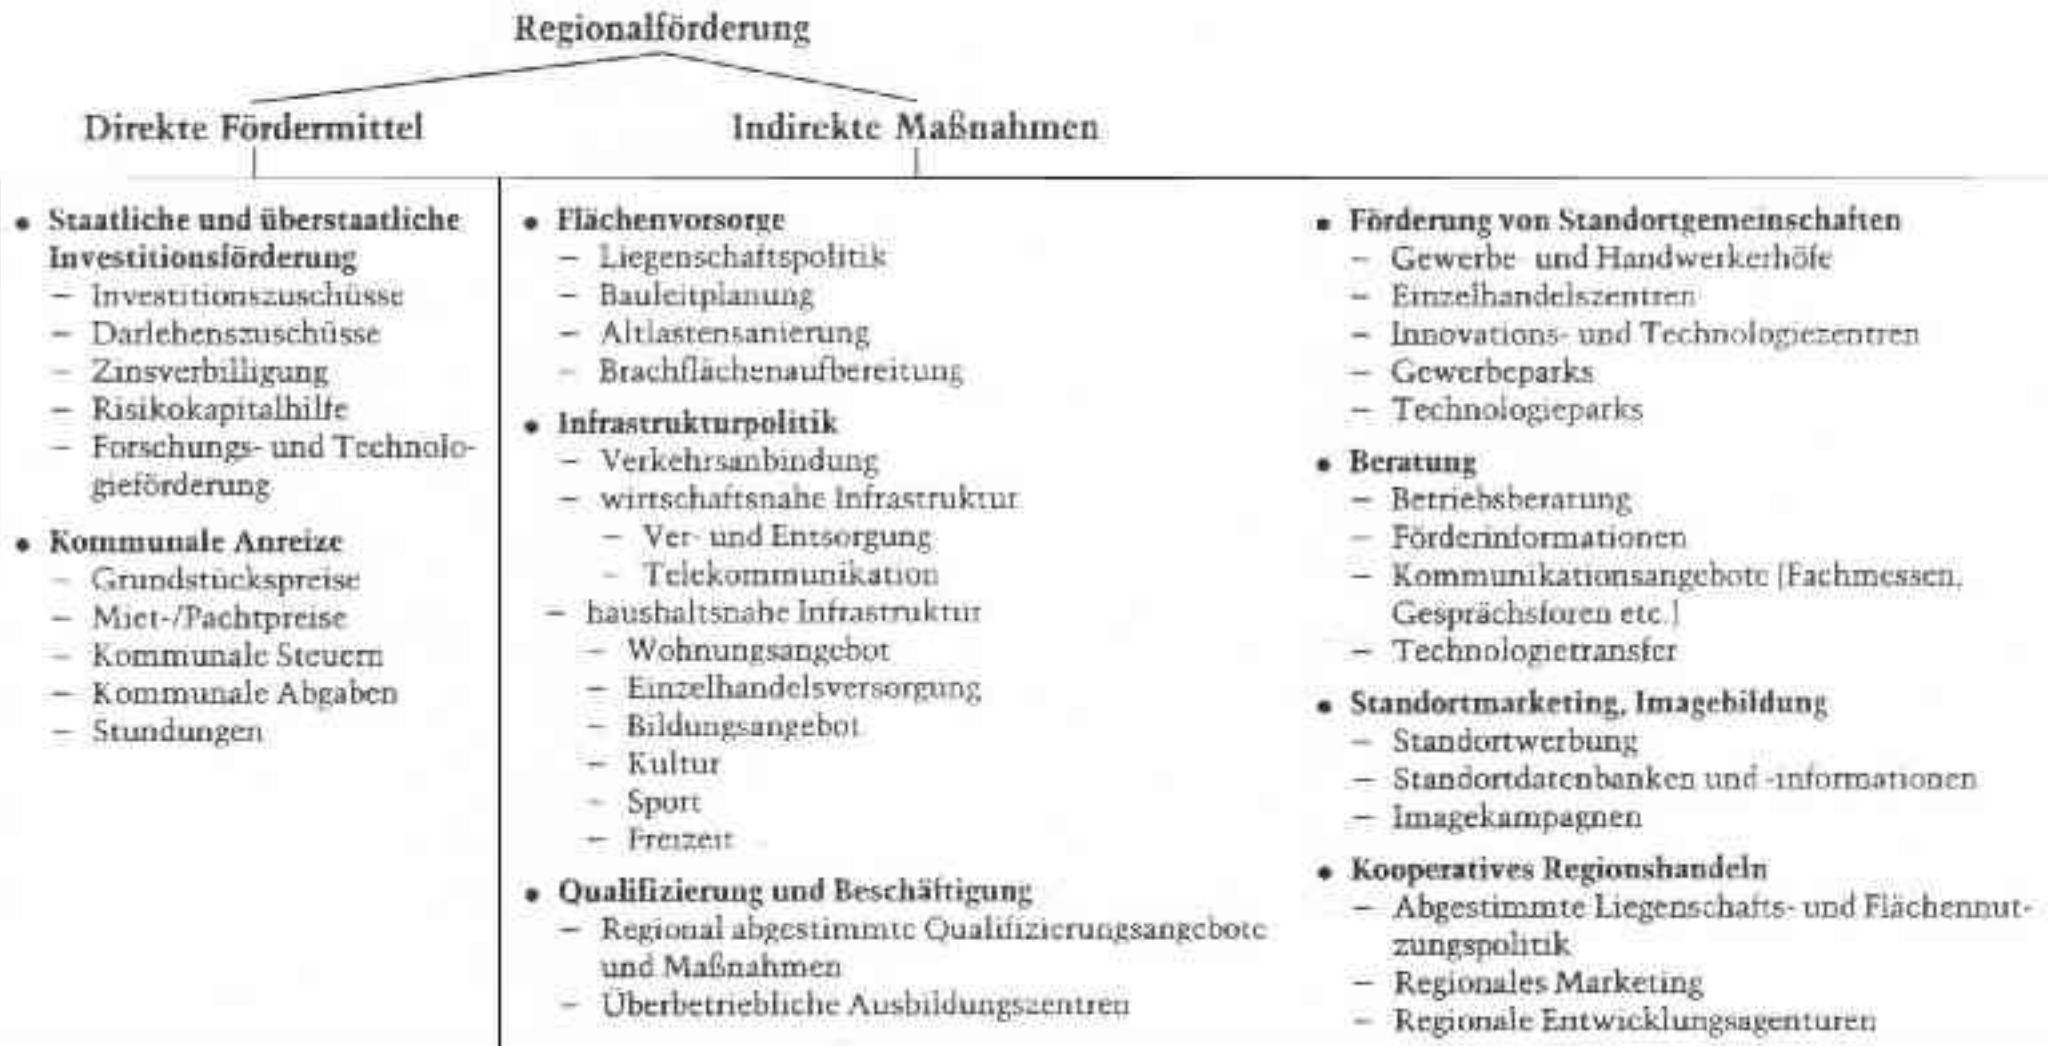 Regionalförderung
Direkte Fördermittel
Indirekte Maßnahmen
• Staatliche und überstaatliche
Investitionsförderung
– Investitionszuschüsse
– Darlehenszuschüsse
– Zinsverbilligung
– Risikokapitalhilfe
– Forschungs- und Technolo-
gieförderung
• Kommunale Anreize
– Grundstückspreise
– Miet-/Pachtpreise
– Kommunale Steuern
– Kommunale Abgaben
– Stundungen
• Flächenvorsorge
– Liegenschaftspolitik
– Bauleitplanung
– Altlastensanierung
– Brachflächenaufbereitung
• Infrastrukturpolitik
– Verkehrsanbindung
– wirtschaftsnahe Infrastruktur
– Ver- und Entsorgung
– Telekommunikation
– haushaltsnahe Infrastruktur
– Wohnungsangebot
– Einzelhandelsversorgung
– Bildungsangebot
– Kultur
– Sport
– Freizeit
• Qualifizierung und Beschäftigung
– Regional abgestimmte Qualifizierungsangebote
und Maßnahmen
– Überbetriebliche Ausbildungszentren
• Förderung von Standortgemeinschaften
– Gewerbe- und Handwerkerhöfe
– Einzelhandelszentren
– Innovations- und Technologiezentren
– Gewerbeparks
– Technologieparks
• Beratung
– Betriebsberatung
– Förderinformationen
– Kommunikationsangebote (Fachmessen,
Gesprächsforen etc.)
– Technologietransfer
• Standortmarketing, Imagebildung
– Standortwerbung
– Standortdatenbanken und -informationen
– Imagekampagnen
• Kooperatives Regionshandeln
– Abgestimmte Liegenschafts- und Flächennut-
zungspolitik
– Regionales Marketing
– Regionale Entwicklungsagenturen